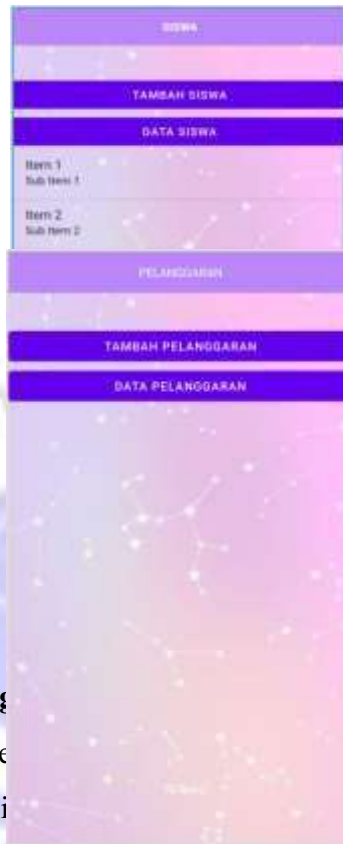 SISWA
TAMBAH SISWA
DATA SISWA
Item 1
Sub Item 1
Item 2
Sub Item 2
PELANGGARAN
TAMBAH PELANGGARAN
DATA PELANGGARAN